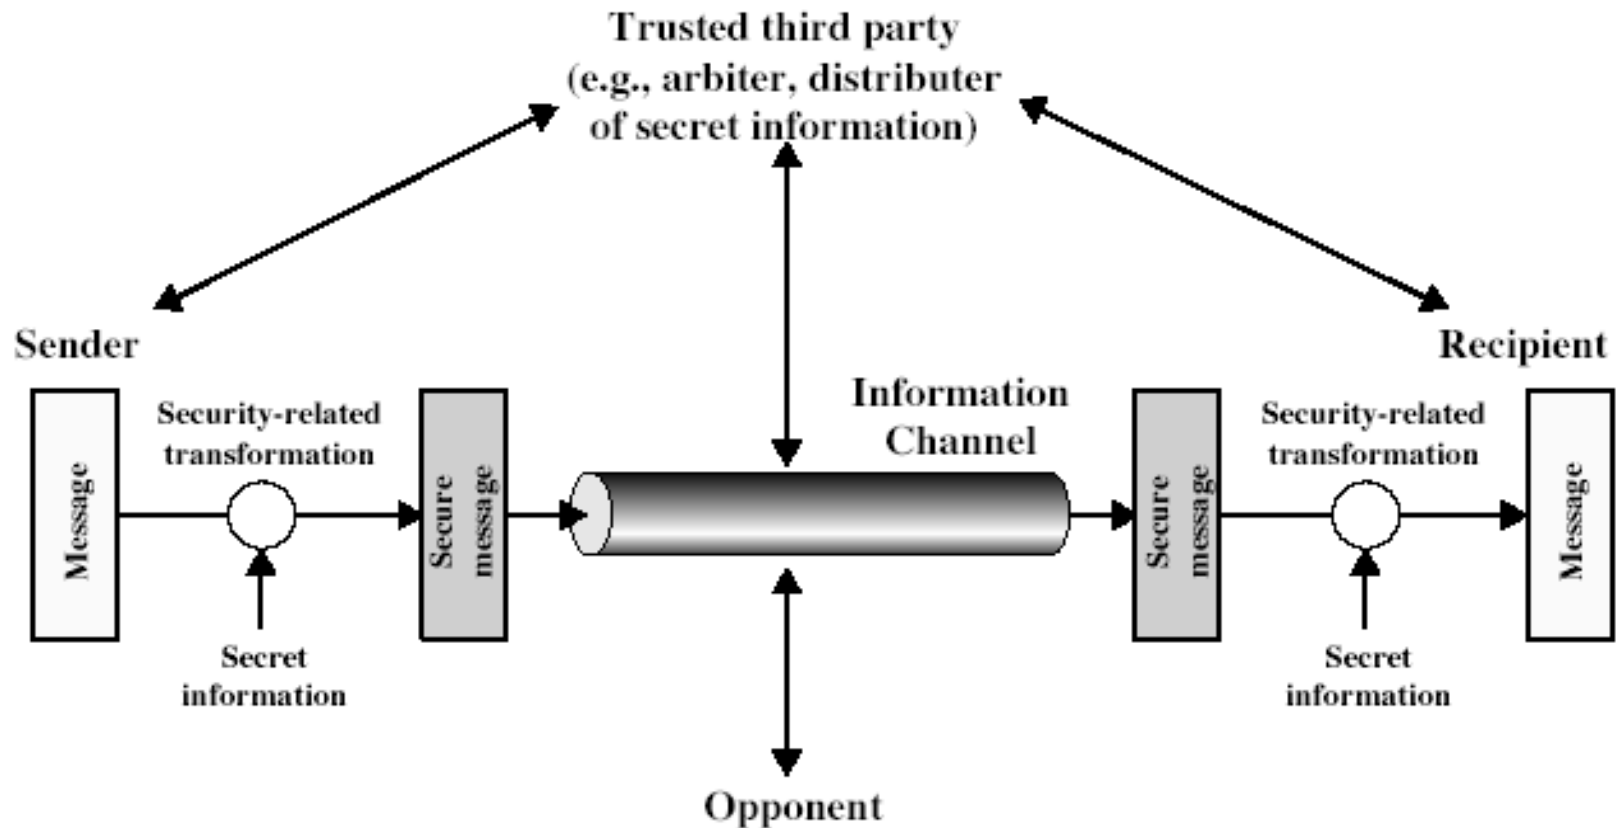 Trusted third party
(e.g., arbiter, distributer
of secret information)
Sender
Recipient
Information
Channel
Security-related
transformation
Security-related
transformation
Message
Secure
message
Secure
message
Message
Secret
information
Secret
information
Opponent